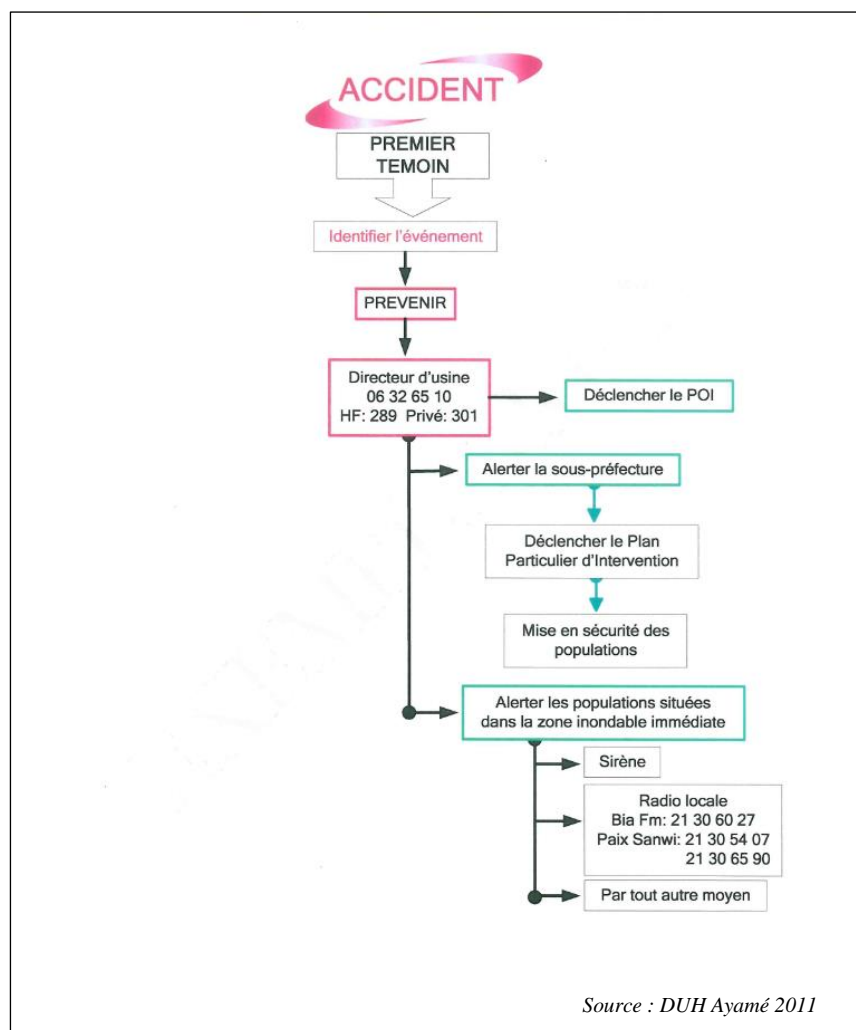 ACCIDENT
PREMIER
TEMOIN
Identifier l'événement
PREVENIR
Directeur d'usine
06 32 65 10
HF: 289 Privé: 301
Déclencher le POI
Alerter la sous-préfecture
Déclencher le Plan
Particulier d'Intervention
Mise en sécurité des
populations
Alerter les populations situées
dans la zone inondable immédiate
Sirène
Radio locale
Bia Fm: 21 30 60 27
Paix Sanwi: 21 30 54 07
21 30 65 90
Par tout autre moyen
Source : DUH Ayamé 2011